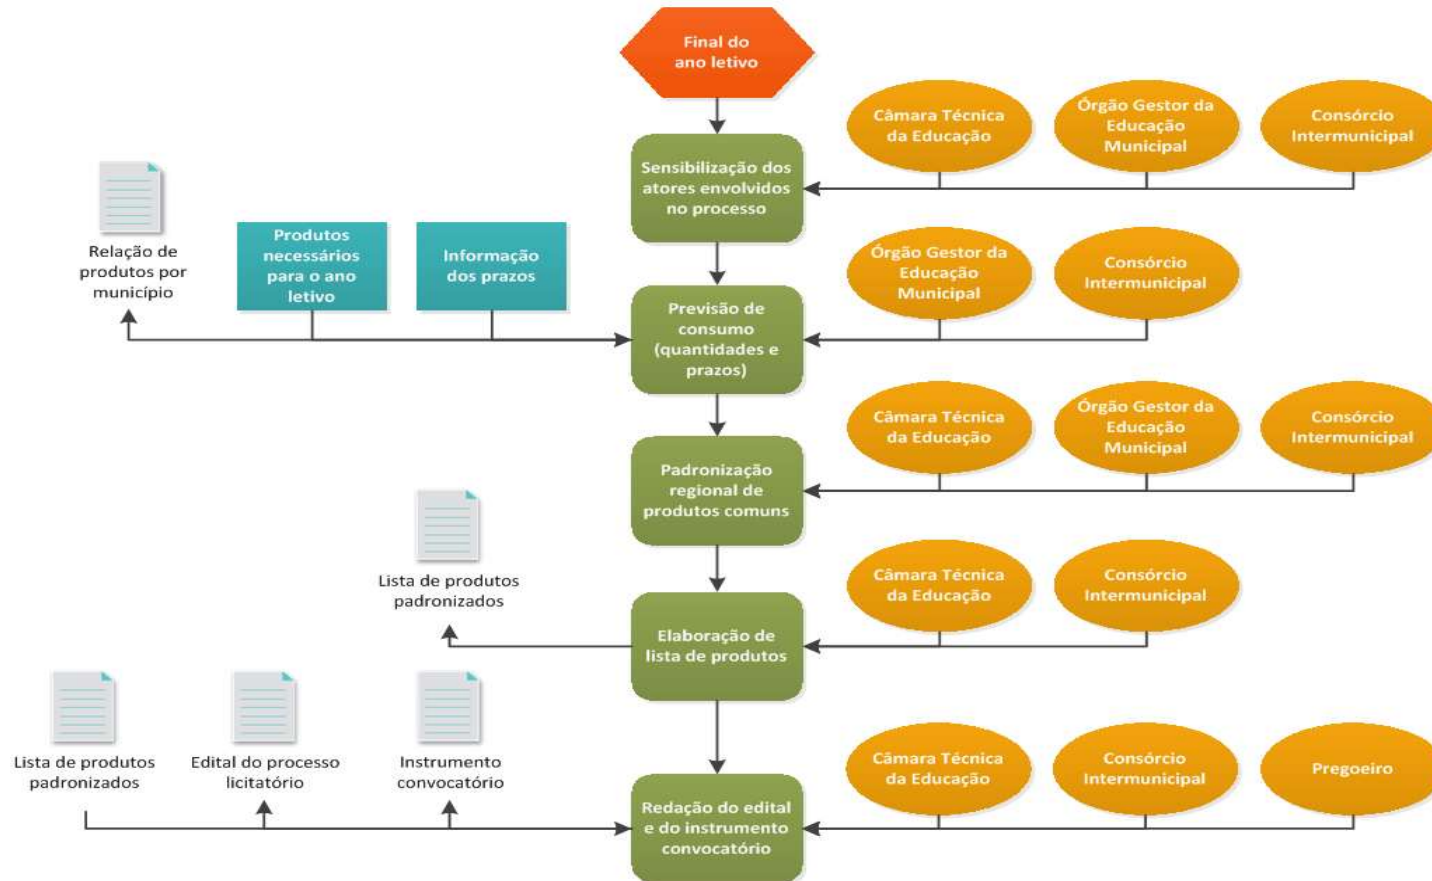 Final do
ano letivo
Câmara Técnica
da Educação
Órgão Gestor da
Educação
Municipal
Consórcio
Intermunicipal
Sensibilização dos
atores envolvidos
no processo
Relação de
produtos por
município
Produtos
necessários
para o ano
letivo
Informação
dos prazos
Órgão Gestor da
Educação
Municipal
Consórcio
Intermunicipal
Previsão de
consumo
(quantidades e
prazos)
Câmara Técnica
da Educação
Órgão Gestor da
Educação
Municipal
Consórcio
Intermunicipal
Padronização
regional de
produtos comuns
Lista de produtos
padronizados
Câmara Técnica
da Educação
Consórcio
Intermunicipal
Elaboração de
lista de produtos
Lista de produtos
padronizados
Edital do processo
licitatório
Instrumento
convocatório
Câmara Técnica
da Educação
Consórcio
Intermunicipal
Pregoeiro
Redação do edital
e do instrumento
convocatório